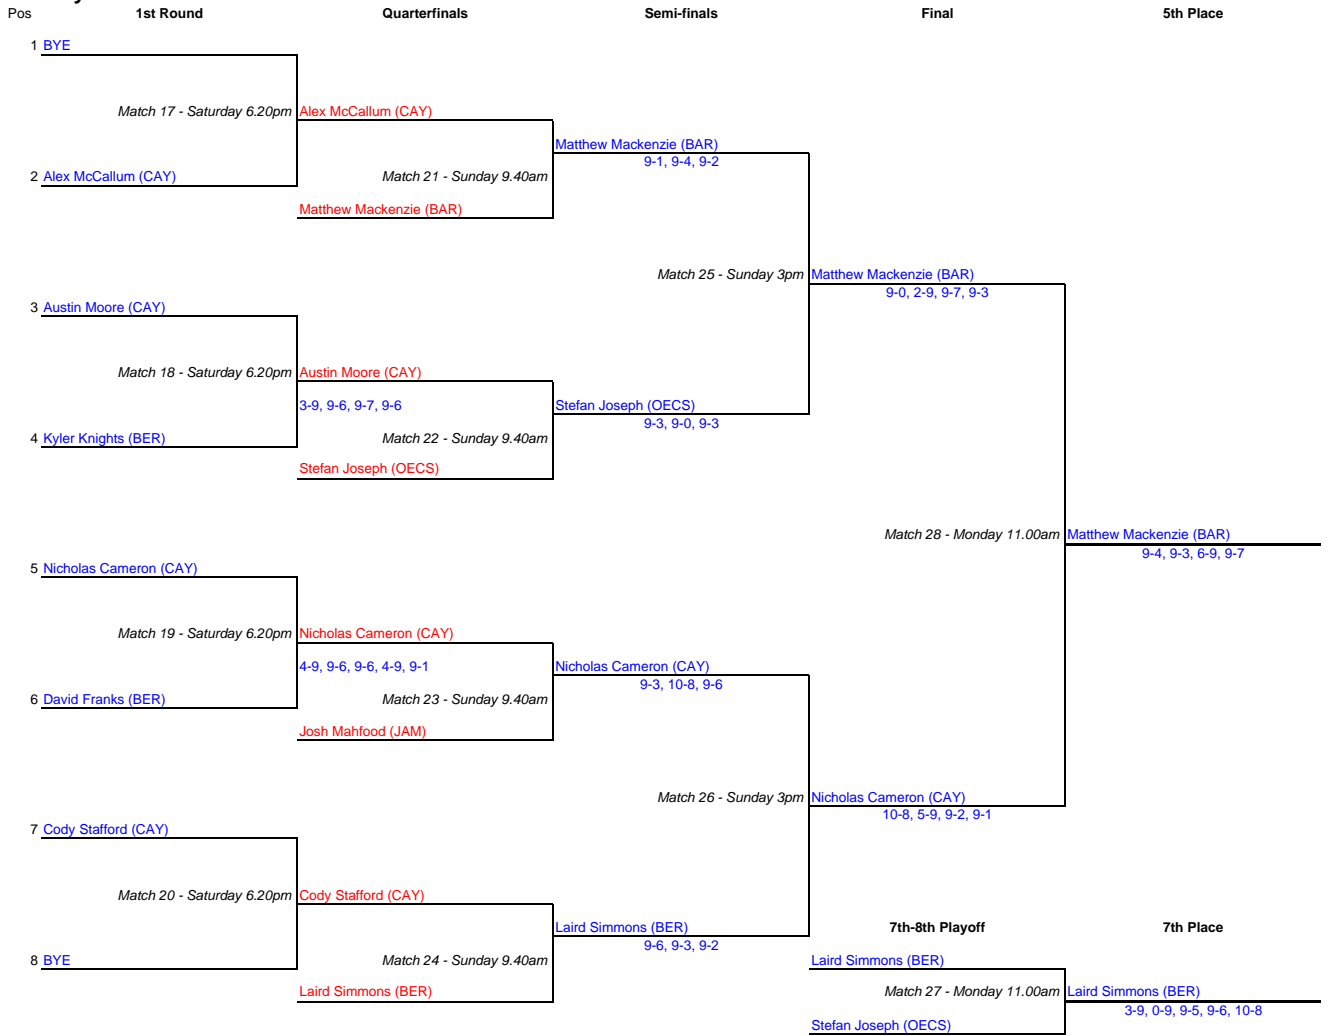 Pos 1st Round Quarterfinals Semi-finals Final 5th Place
1 BYE
Match 17 - Saturday 6.20pm Alex McCallum (CAY)
Matthew Mackenzie (BAR)
9-1, 9-4, 9-2
2 Alex McCallum (CAY) Match 21 - Sunday 9.40am
Matthew Mackenzie (BAR)
Match 25 - Sunday 3pm Matthew Mackenzie (BAR)
9-0, 2-9, 9-7, 9-3
3 Austin Moore (CAY)
Match 18 - Saturday 6.20pm Austin Moore (CAY)
3-9, 9-6, 9-7, 9-6 Stefan Joseph (OECS)
9-3, 9-0, 9-3
4 Kyler Knights (BER) Match 22 - Sunday 9.40am
Stefan Joseph (OECS)
Match 28 - Monday 11.00am Matthew Mackenzie (BAR)
9-4, 9-3, 6-9, 9-7
5 Nicholas Cameron (CAY)
Match 19 - Saturday 6.20pm Nicholas Cameron (CAY)
4-9, 9-6, 9-6, 4-9, 9-1 Nicholas Cameron (CAY)
9-3, 10-8, 9-6
6 David Franks (BER) Match 23 - Sunday 9.40am
Josh Mahfood (JAM)
Match 26 - Sunday 3pm Nicholas Cameron (CAY)
10-8, 5-9, 9-2, 9-1
7 Cody Stafford (CAY)
Match 20 - Saturday 6.20pm Cody Stafford (CAY)
Laird Simmons (BER) 7th-8th Playoff 7th Place
9-6, 9-3, 9-2
8 BYE Match 24 - Sunday 9.40am Laird Simmons (BER)
Laird Simmons (BER) Match 27 - Monday 11.00am Laird Simmons (BER)
3-9, 0-9, 9-5, 9-6, 10-8
Stefan Joseph (OECS)